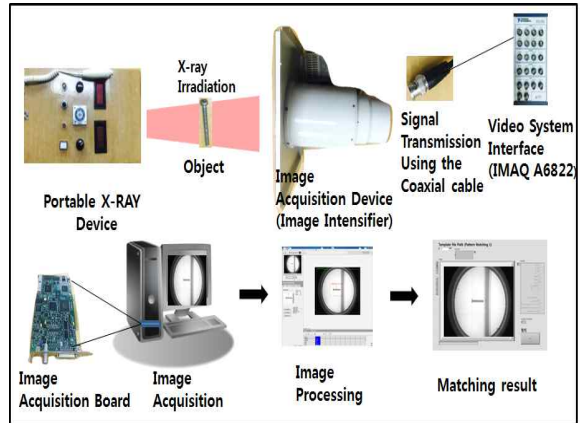 X-ray
Irradiation
Object
Portable X-RAY
Device
Image
Acquisition Device
(Image Intensifier)
Signal
Transmission
Using the
Coaxial cable
Video System
Interface
(IMAQ A6822)
Image
Acquisition Board
Image
Acquisition
Image
Processing
Matching result